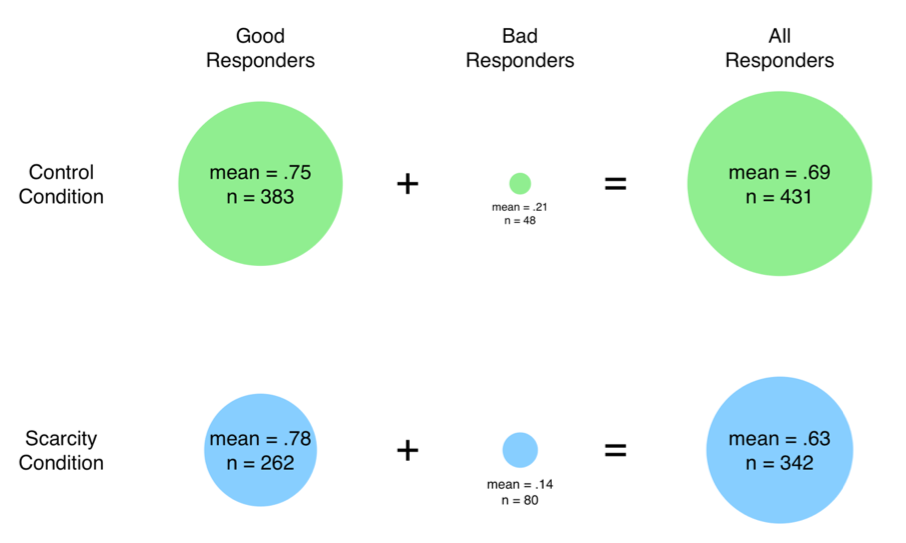 Good
Responders
Bad
Responders
All
Responders
Control
Condition
mean = .75
n = 383
+
mean = .21
n = 48
=
mean = .69
n = 431
Scarcity
Condition
mean = .78
n = 262
+
mean = .14
n = 80
=
mean = .63
n = 342